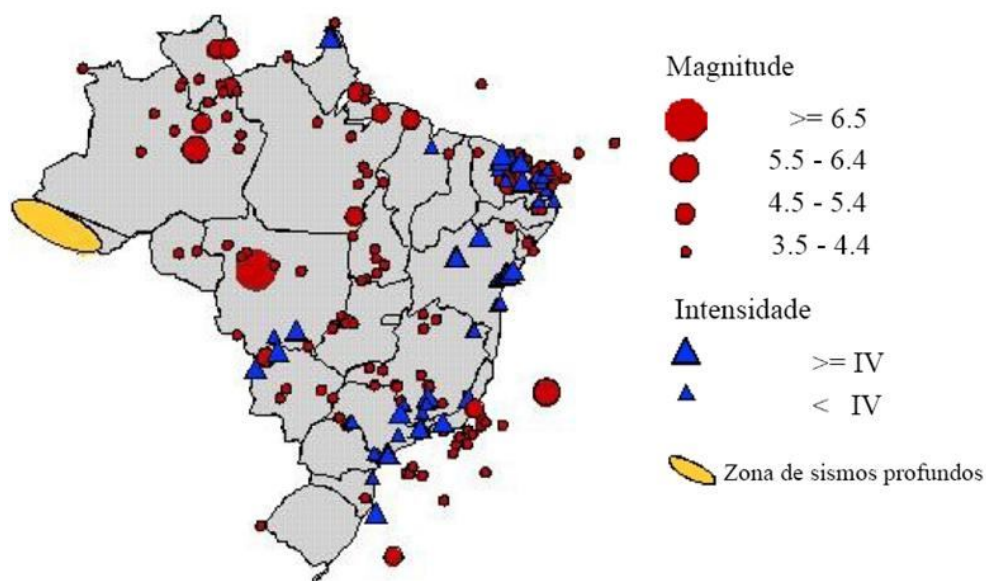 Magnitude
>= 6.5
5.5 - 6.4
4.5 - 5.4
3.5 - 4.4
Intensidade
>= IV
< IV
Zona de sismos profundos